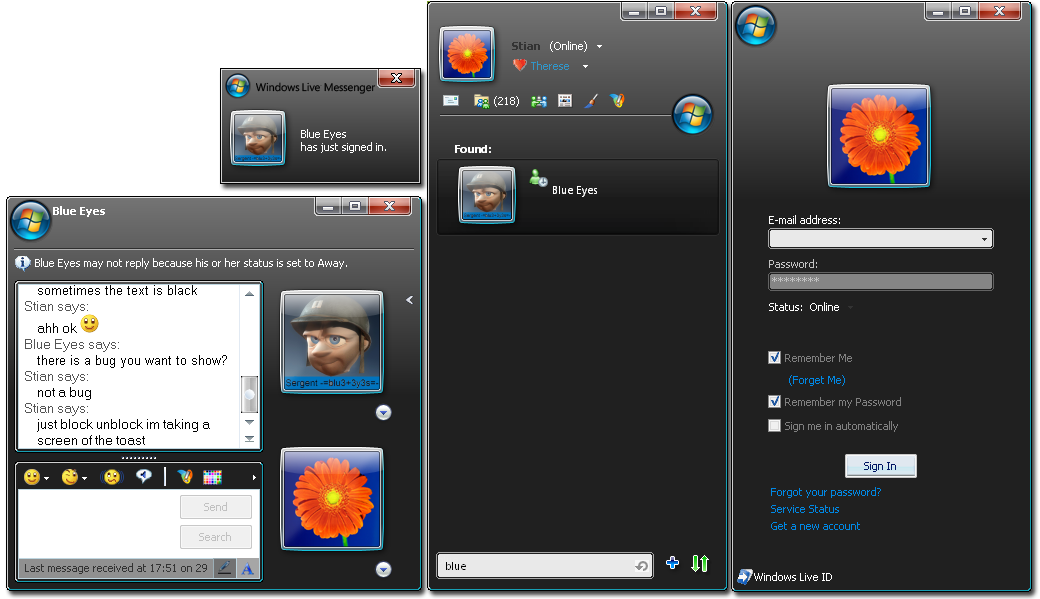 Windows Live Messenger
Blue Eyes
has just signed in.
Blue Eyes
Blue Eyes may not reply because his or her status is set to Away.
sometimes the text is black
Stian says:
ahh ok
Blue Eyes says:
there is a bug you want to show?
Stian says:
not a bug
Stian says:
just block unblock im taking a
screen of the toast
Sergent -=blu3+3y3s=-
Send
Search
Last message received at 17:51 on 29
A
Stian (Online)
Therese
(218)
Found:
Blue Eyes
blue
E-mail address:
Password:
********
Status: Online
Remember Me
(Forget Me)
Remember my Password
Sign me in automatically
Sign In
Forgot your password?
Service Status
Get a new account
Windows Live ID